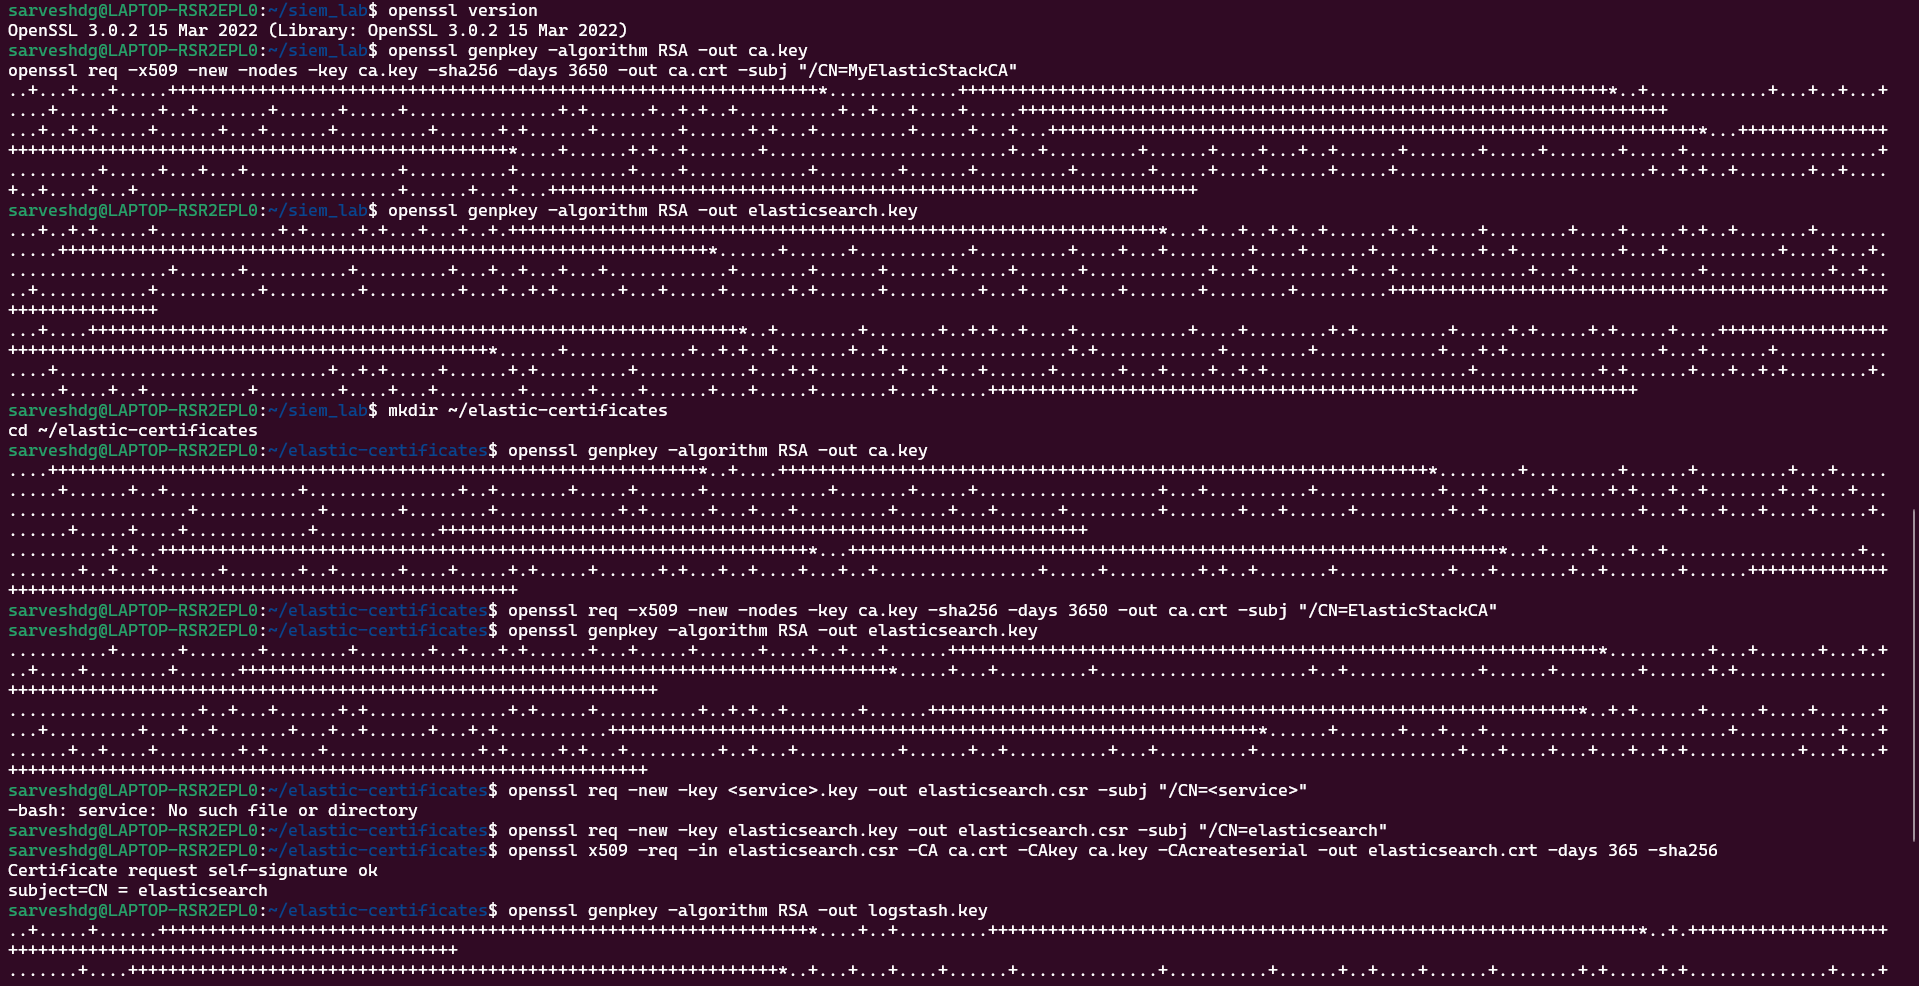 sarveshdg@LAPTOP-RSR2EPL0:~/siem_lab$ openssl version
OpenSSL 3.0.2 15 Mar 2022 (Library: OpenSSL 3.0.2 15 Mar 2022)
sarveshdg@LAPTOP-RSR2EPL0:~/siem_lab$ openssl genpkey -algorithm RSA -out ca.key
openssl req -x509 -new -nodes -key ca.key -sha256 -days 3650 -out ca.crt -subj "/CN=MyElasticStackCA"
sarveshdg@LAPTOP-RSR2EPL0:~/siem_lab$ openssl genpkey -algorithm RSA -out elasticsearch.key
sarveshdg@LAPTOP-RSR2EPL0:~/siem_lab$ mkdir ~/elastic-certificates
cd ~/elastic-certificates
sarveshdg@LAPTOP-RSR2EPL0:~/elastic-certificates$ openssl genpkey -algorithm RSA -out ca.key
sarveshdg@LAPTOP-RSR2EPL0:~/elastic-certificates$ openssl req -x509 -new -nodes -key ca.key -sha256 -days 3650 -out ca.crt -subj "/CN=ElasticStackCA"
sarveshdg@LAPTOP-RSR2EPL0:~/elastic-certificates$ openssl genpkey -algorithm RSA -out elasticsearch.key
sarveshdg@LAPTOP-RSR2EPL0:~/elastic-certificates$ openssl req -new -key <service>.key -out elasticsearch.csr -subj "/CN=<service>"
-bash: service: No such file or directory
sarveshdg@LAPTOP-RSR2EPL0:~/elastic-certificates$ openssl req -new -key elasticsearch.key -out elasticsearch.csr -subj "/CN=elasticsearch"
sarveshdg@LAPTOP-RSR2EPL0:~/elastic-certificates$ openssl x509 -req -in elasticsearch.csr -CA ca.crt -CAkey ca.key -CAcreateserial -out elasticsearch.crt -days 365 -sha256
Certificate request self-signature ok
subject=CN = elasticsearch
sarveshdg@LAPTOP-RSR2EPL0:~/elastic-certificates$ openssl genpkey -algorithm RSA -out logstash.key